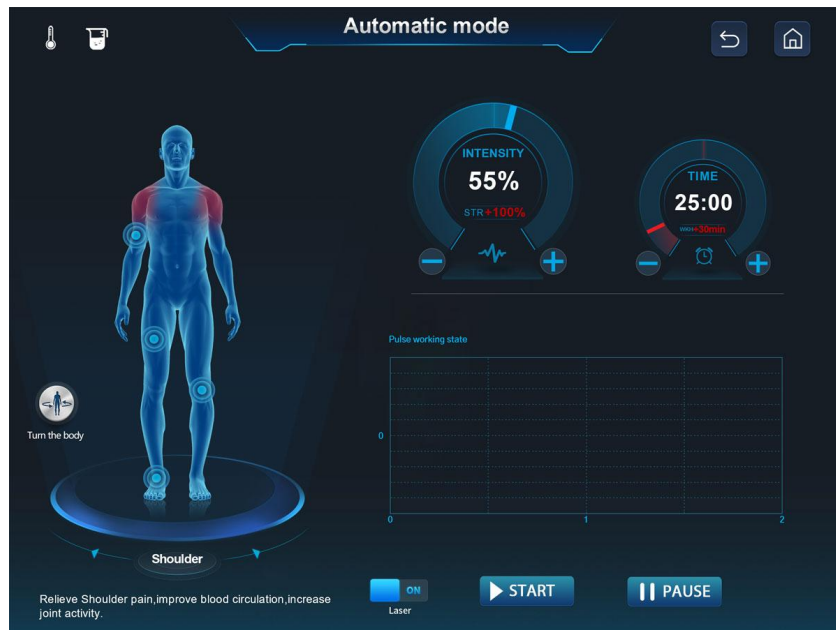 Automatic mode
INTENSITY
55%
STR+100%
TIME
25:00
+30min
Pulse working state
0
0
1
2
Turn the body
Shoulder
Relieve Shoulder pain,improve blood circulation,increase
joint activity.
ON
Laser
START
PAUSE